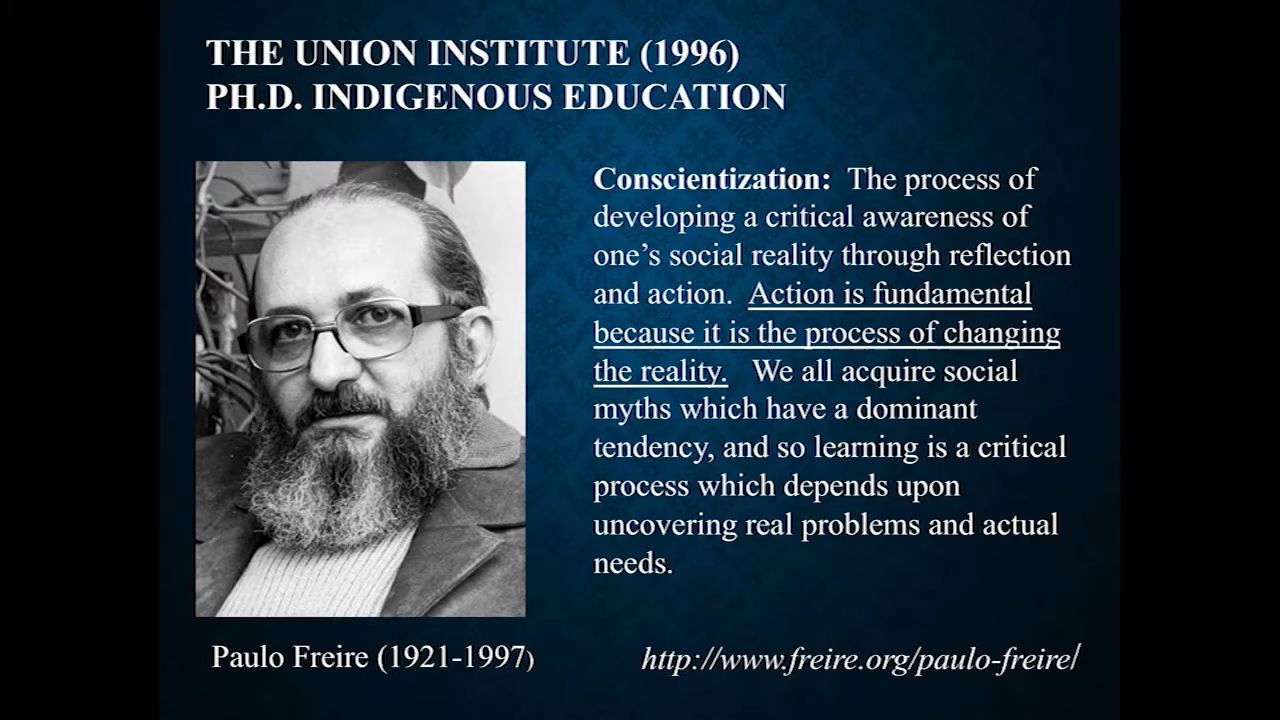 THE UNION INSTITUTE (1996)
PH.D. INDIGENOUS EDUCATION
Conscientization: The process of
developing a critical awareness of
one’s social reality through reflection
and action. Action is fundamental
because it is the process of changing
the reality. We all acquire social
myths which have a dominant
tendency, and so learning is a critical
process which depends upon
uncovering real problems and actual
needs.
Paulo Freire (1921-1997)
http://www.freire.org/paulo-freire/